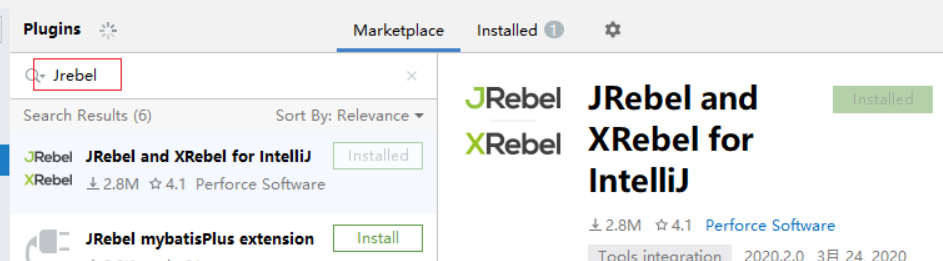 Plugins
Marketplace
Installed 1
Jrebel
Search Results (6)
Sort By: Relevance
JRebel
XRebel
JRebel and XRebel for IntelliJ
Installed
2.8M 4.1 Perforce Software
JRebel mybatisPlus extension
Install
JRebel
XRebel
JRebel and
XRebel for
IntelliJ
Installed
2.8M 4.1 Perforce Software
Tools integration 2020.2.0 3月 24, 2020